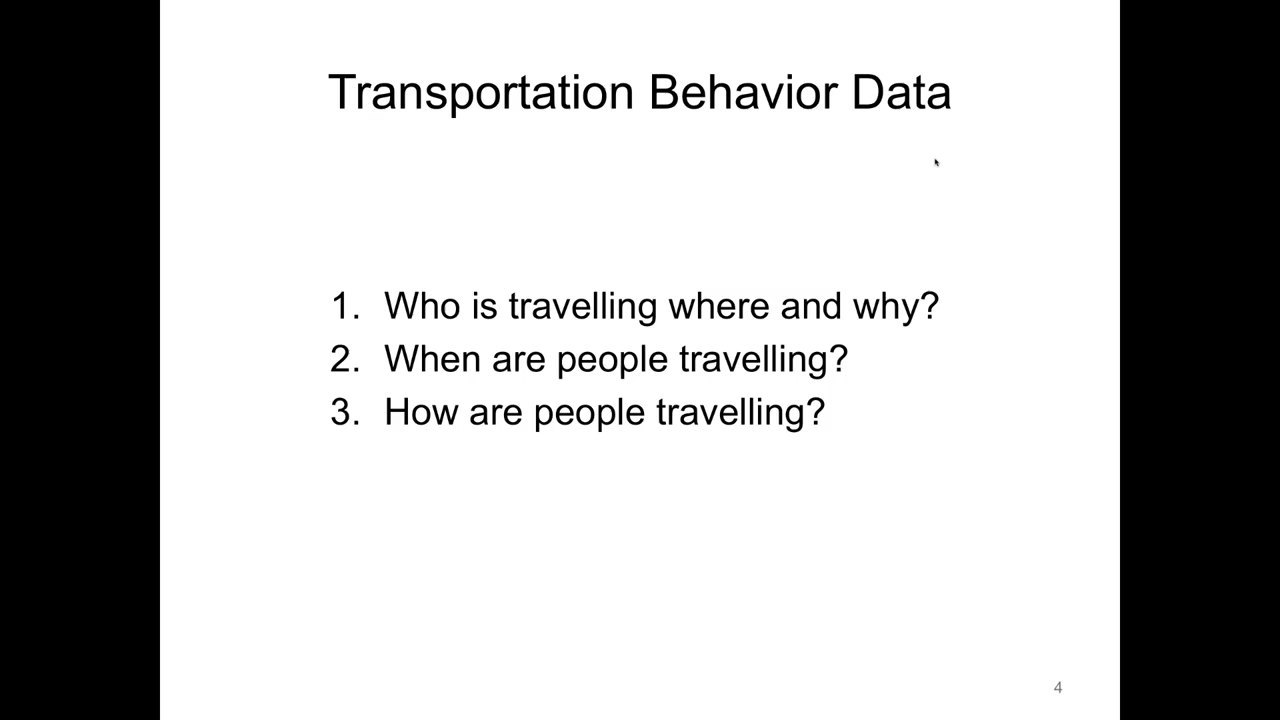 Transportation Behavior Data
1. Who is travelling where and why?
2. When are people travelling?
3. How are people travelling?
4